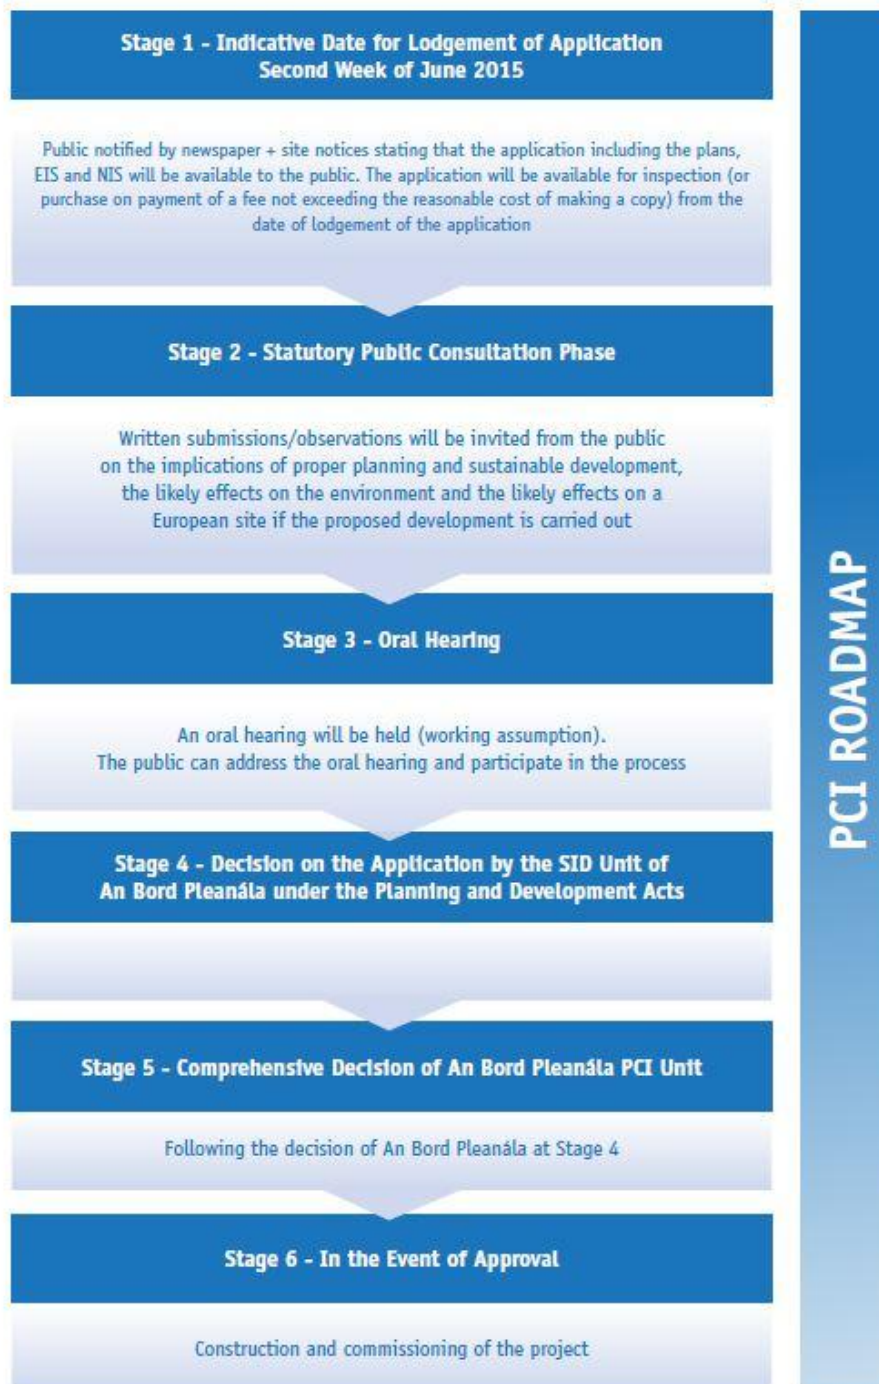 Stage 1 - Indicative Date for Lodgement of Application
Second Week of June 2015
Public notified by newspaper + site notices stating that the application including the plans,
EIS and NIS will be available to the public. The application will be available for inspection (or
purchase on payment of a fee not exceeding the reasonable cost of making a copy) from the
date of lodgement of the application
Stage 2 - Statutory Public Consultation Phase
Written submissions/observations will be invited from the public
on the implications of proper planning and sustainable development,
the likely effects on the environment and the likely effects on a
European site if the proposed development is carried out
Stage 3 - Oral Hearing
An oral hearing will be held (working assumption).
The public can address the oral hearing and participate in the process
Stage 4 - Decision on the Application by the SID Unit of
An Bord Pleanála under the Planning and Development Acts
Stage 5 - Comprehensive Decision of An Bord Pleanála PCI Unit
Following the decision of An Bord Pleanála at Stage 4
Stage 6 - In the Event of Approval
Construction and commissioning of the project
PCI ROADMAP